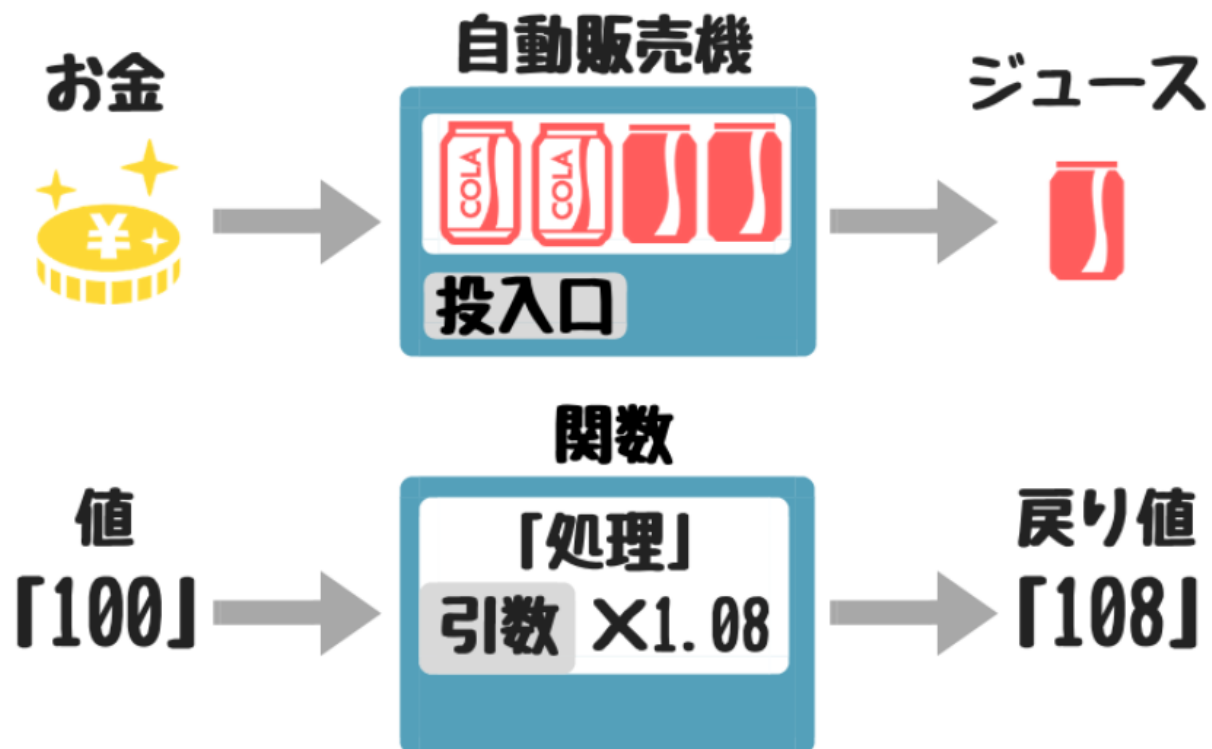 自動販売機
お金
ジュース
¥
COLA
COLA
投入口
関数
値
「処理」
戻り値
「100」
引数 ×1.08
「108」